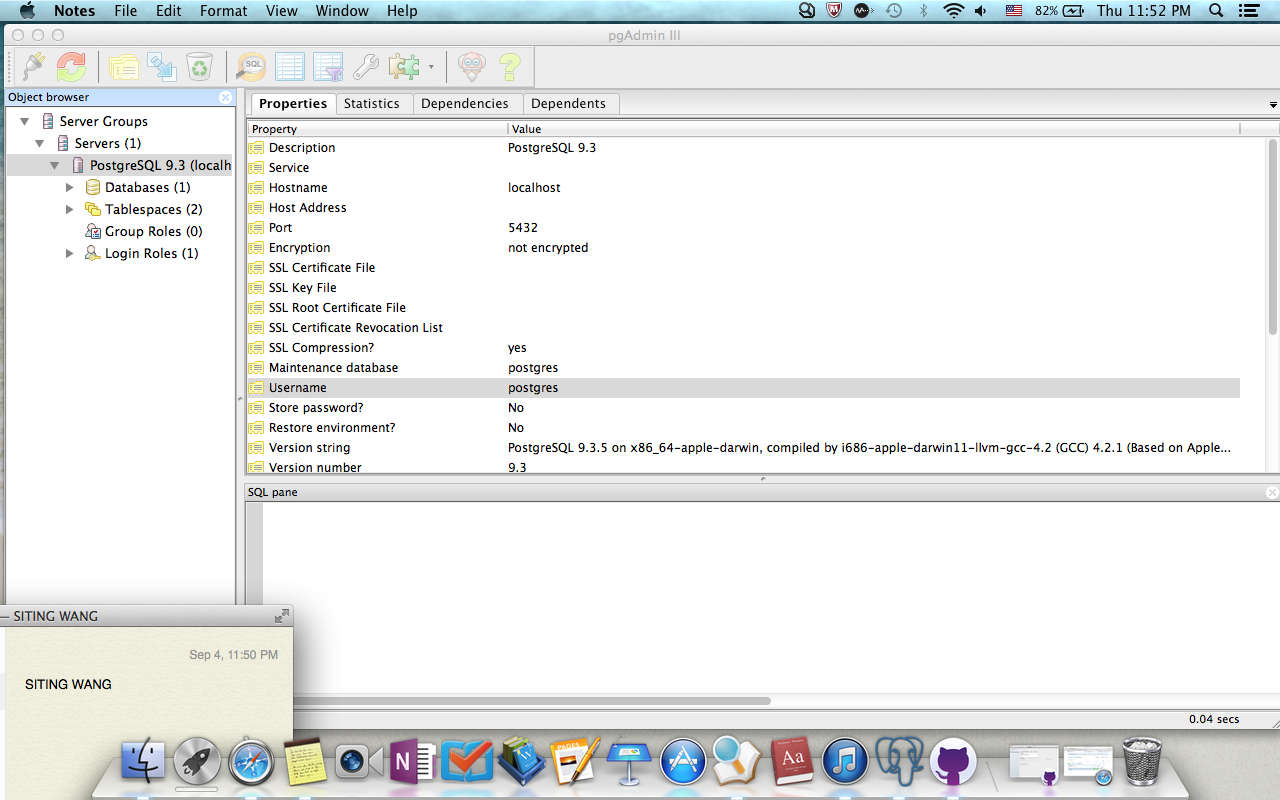 Notes File Edit Format View Window Help 82% Thu 11:52 PM
pgAdmin III
SQL
Object browser
Server Groups
Servers (1)
PostgreSQL 9.3 (localh
Databases (1)
Tablespaces (2)
Group Roles (0)
Login Roles (1)
Properties Statistics Dependencies Dependents
Property Value
Description PostgreSQL 9.3
Service
Hostname localhost
Host Address
Port 5432
Encryption not encrypted
SSL Certificate File
SSL Key File
SSL Root Certificate File
SSL Certificate Revocation List
SSL Compression? yes
Maintenance database postgres
Username postgres
Store password? No
Restore environment? No
Version string PostgreSQL 9.3.5 on x86_64-apple-darwin, compiled by i686-apple-darwin11-llvm-gcc-4.2 (GCC) 4.2.1 (Based on Apple...
Version number 9.3
SQL pane
— SITING WANG
Sep 4, 11:50 PM
SITING WANG
0.04 secs
N
W
PAGES
Aa